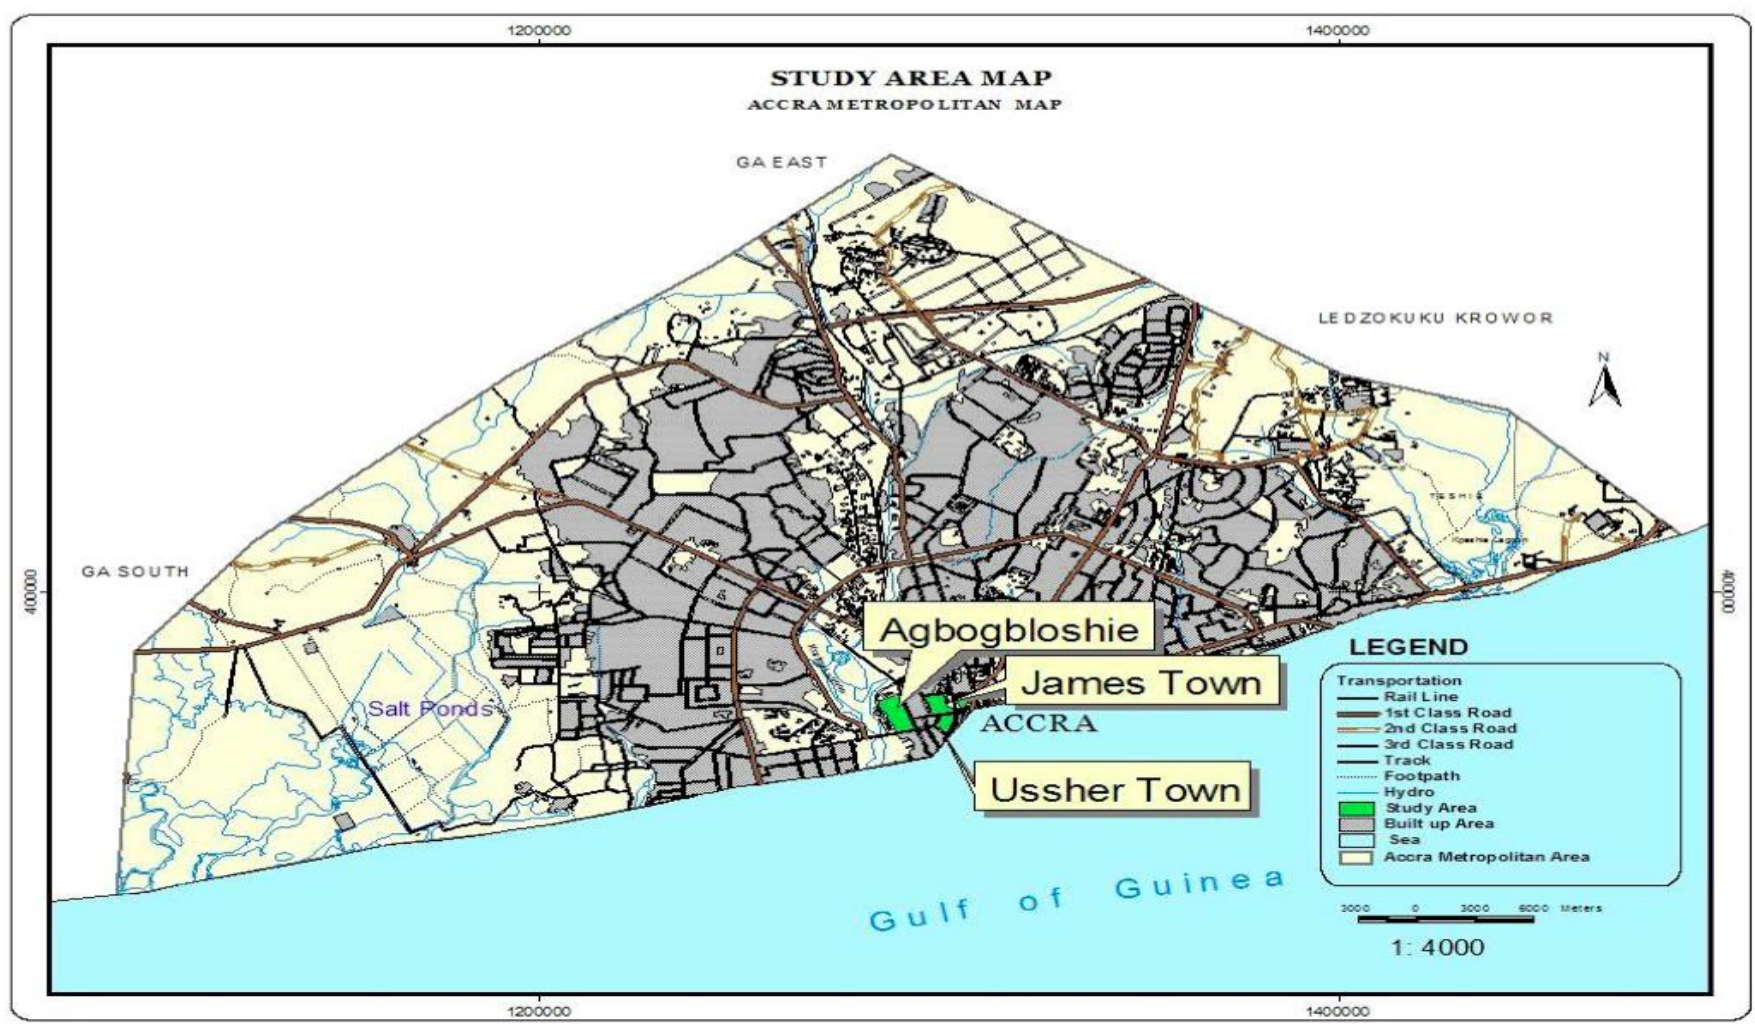 1200000 1400000
STUDY AREA MAP
ACCRA METROPOLITAN MAP
GA EAST
LEDZOKUKU KROWOR
N
TESHIE
GA SOUTH
400000 40000
Agbogbloshie
James Town
Salt Ponds
ACCRA
Ussher Town
Gulf of Guinea
LEGEND
Transportation
Rail Line
1st Class Road
2nd Class Road
3rd Class Road
Track
Footpath
Hydro
Study Area
Built up Area
Sea
Accra Metropolitan Area
3000 0 3000 6000 Meters
1: 4000
1200000 1400000